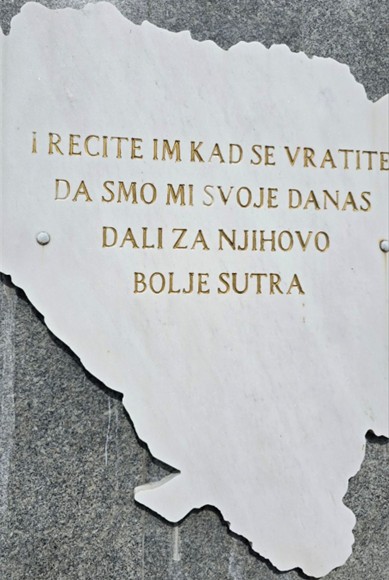 I RECITE IM KAD SE VRATITE
DA SMO MI SVOJE DANAS
DALI ZA NJIHOVO
BOLJE SUTRA